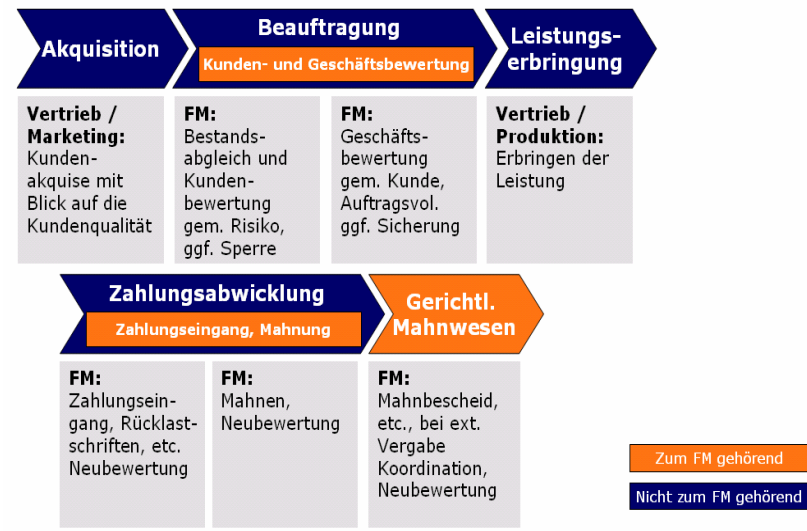 Akquisition
Beauftragung
Kunden- und Geschäftsbewertung
Leistungs-
erbringung
Vertrieb /
Marketing:
Kunden-
akquise mit
Blick auf die
Kundenqualität
FM:
Bestands-
abgleich und
Kunden-
bewertung
gem. Risiko,
ggf. Sperre
FM:
Geschäfts-
bewertung
gem. Kunde,
Auftragsvol.
ggf. Sicherung
Vertrieb /
Produktion:
Erbringen der
Leistung
Zahlungsabwicklung
Zahlungseingang, Mahnung
Gerichtl.
Mahnwesen
FM:
Zahlungsein-
gang, Rücklast-
schriften, etc.
Neubewertung
FM:
Mahnen,
Neubewertung
FM:
Mahnbescheid,
etc., bei ext.
Vergabe
Koordination,
Neubewertung
Zum FM gehörend
Nicht zum FM gehörend